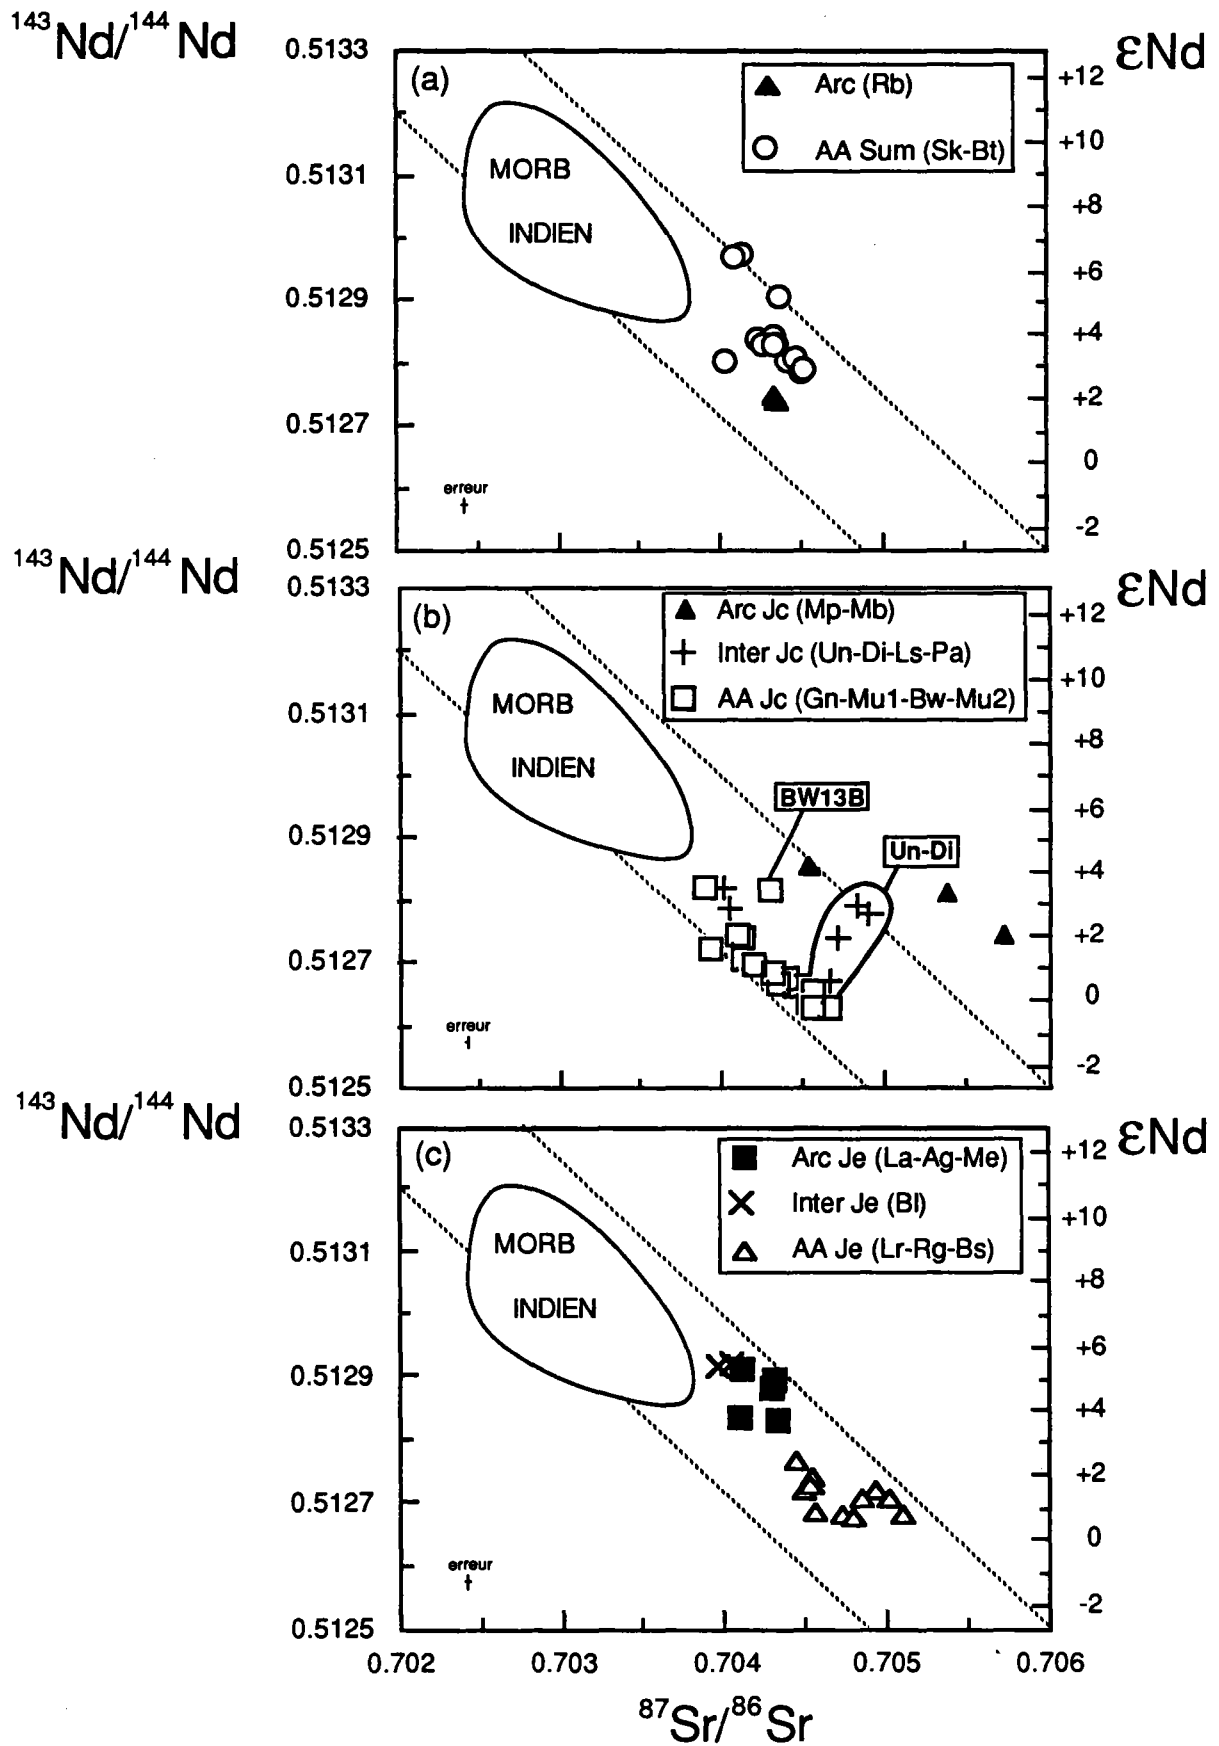 143Nd/144Nd
εNd
(a)
Arc (Rb)
AA Sum (Sk-Bt)
MORB
INDIEN
erreur
0.5133
0.5131
0.5129
0.5127
0.5125
+12
+10
+8
+6
+4
+2
0
-2
143Nd/144Nd
εNd
(b)
Arc Jc (Mp-Mb)
Inter Jc (Un-Di-Ls-Pa)
AA Jc (Gn-Mu1-Bw-Mu2)
MORB
INDIEN
BW13B
Un-Di
erreur
0.5133
0.5131
0.5129
0.5127
0.5125
+12
+10
+8
+6
+4
+2
0
-2
143Nd/144Nd
εNd
(c)
Arc Je (La-Ag-Me)
Inter Je (Bl)
AA Je (Lr-Rg-Bs)
MORB
INDIEN
erreur
0.5133
0.5131
0.5129
0.5127
0.5125
+12
+10
+8
+6
+4
+2
0
-2
0.702
0.703
0.704
0.705
0.706
87Sr/86Sr